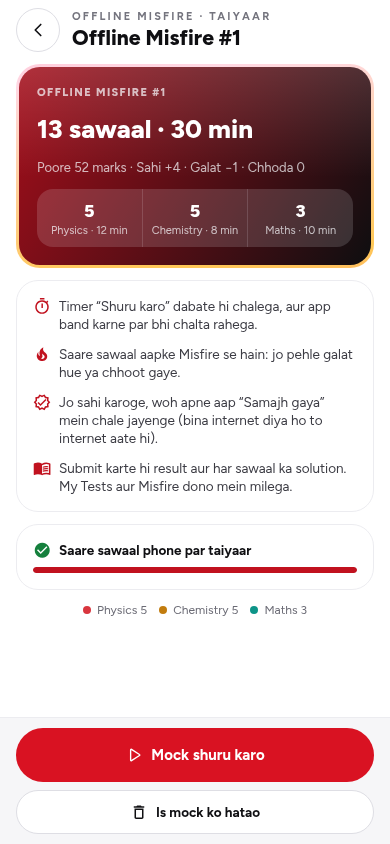 OFFLINE MISFIRE · TAIYAAR
Offline Misfire #1
OFFLINE MISFIRE #1
13 sawaal · 30 min
Poore 52 marks · Sahi +4 · Galat −1 · Chhoda 0
5
Physics · 12 min
5
Chemistry · 8 min
3
Maths · 10 min
Timer “Shuru karo” dabate hi chalega, aur app
band karne par bhi chalta rahega.
Saare sawaal aapke Misfire se hain: jo pehle galat
hue ya chhoot gaye.
Jo sahi karoge, woh apne aap “Samajh gaya”
mein chale jayenge (bina internet diya ho to
internet aate hi).
Submit karte hi result aur har sawaal ka solution.
My Tests aur Misfire dono mein milega.
Saare sawaal phone par taiyaar
Physics 5
Chemistry 5
Maths 3
Mock shuru karo
Is mock ko hatao